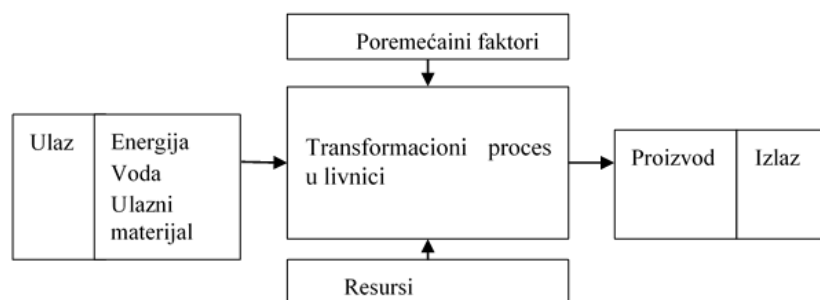 Poremećaini faktori
Ulaz
Energija
Voda
Ulazni
materijal
Transformacioni proces
u livnici
Proizvod
Izlaz
Resursi